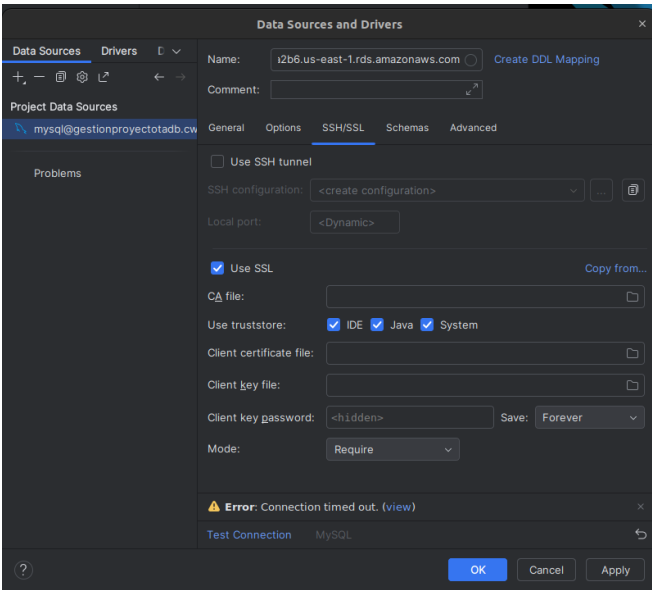 Data Sources and Drivers
Data Sources Drivers D
Project Data Sources
mysql@gestionproyectotadb.cw
Problems
Name: a2b6.us-east-1.rds.amazonaws.com Create DDL Mapping
Comment:
General Options SSH/SSL Schemas Advanced
Use SSH tunnel
SSH configuration: <create configuration> ...
Local port: <Dynamic>
Use SSL Copy from...
CA file:
Use truststore: IDE Java System
Client certificate file:
Client key file:
Client key password: <hidden> Save: Forever
Mode: Require
Error: Connection timed out. (view)
Test Connection MySQL
? OK Cancel Apply